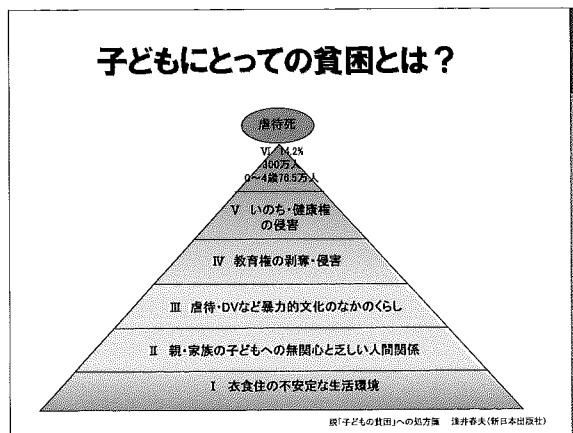 子どもにとっての貧困とは？
虐待死
Ⅵ 14.2%
300万人
0～4歳76.5万人
Ⅴ いのち・健康権
の侵害
Ⅳ 教育権の剥奪・侵害
Ⅲ 虐待・DVなど暴力的文化のなかのくらし
Ⅱ 親・家族の子どもへの無関心と乏しい人間関係
Ⅰ 衣食住の不安定な生活環境
脱「子どもの貧困」への処方箋 浅井春夫(新日本出版社)